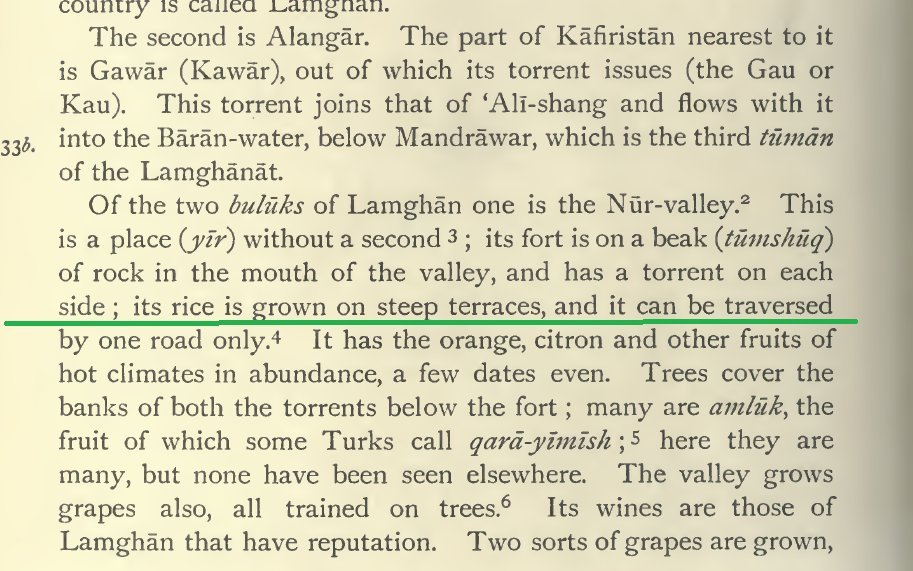 country is called Lamghān.
The second is Alangār. The part of Kāfiristān nearest to it
is Gawār (Kawār), out of which its torrent issues (the Gau or
Kau). This torrent joins that of ‘Alī-shang and flows with it
into the Bārān-water, below Mandrāwar, which is the third tūmān
33b.
of the Lamghānāt.
Of the two bulūks of Lamghān one is the Nūr-valley.² This
is a place (yīr) without a second ³ ; its fort is on a beak (tūmshūq)
of rock in the mouth of the valley, and has a torrent on each
side ; its rice is grown on steep terraces, and it can be traversed
by one road only.⁴ It has the orange, citron and other fruits of
hot climates in abundance, a few dates even. Trees cover the
banks of both the torrents below the fort ; many are amlūk, the
fruit of which some Turks call qarā-yīmīsh ;⁵ here they are
many, but none have been seen elsewhere. The valley grows
grapes also, all trained on trees.⁶ Its wines are those of
Lamghān that have reputation. Two sorts of grapes are grown,